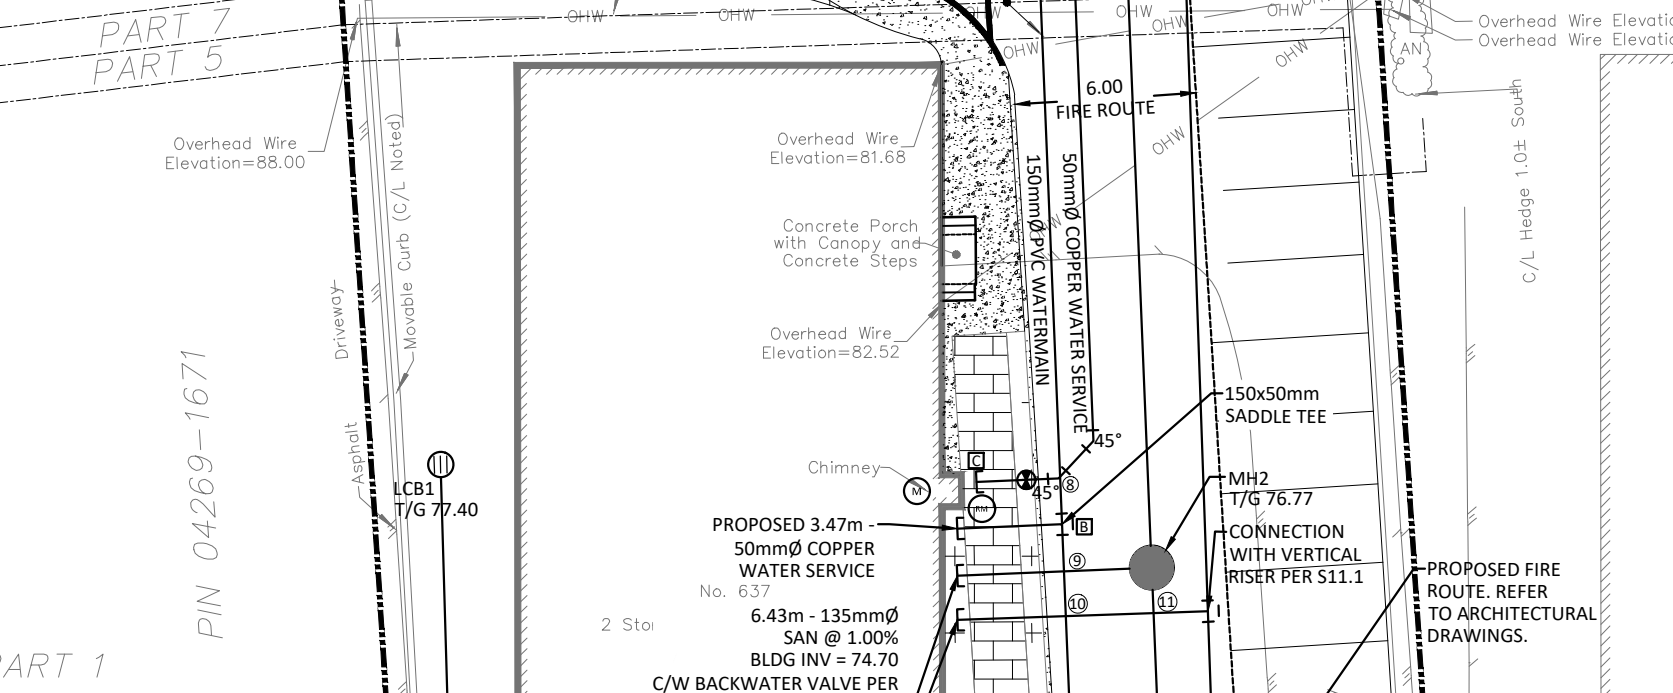 PART 7
PART 5
OHW
OHW
OHW
OHW
OHW
OHW
OHW
OHW
OHW
OHW
OHW
Overhead Wire
Overhead Wire
AN
6.00
FIRE ROUTE
Overhead Wire
Elevation=88.00
Overhead Wire
Elevation=81.68
Movable Curb (C/L Noted)
Driveway
Asphalt
C/L Hedge 1.0± South
150mmØ PVC WATERMAIN
50mmØ COPPER WATER SERVICE
Concrete Porch
with Canopy and
Concrete Steps
Overhead Wire
Elevation=82.52
PIN 04269-1671
150x50mm
SADDLE TEE
45°
45°
Chimney
C
M
RM
B
8
9
10
11
LCB1
T/G 77.40
MH2
T/G 76.77
CONNECTION
WITH VERTICAL
RISER PER S11.1
PROPOSED 3.47m -
50mmØ COPPER
WATER SERVICE
No. 637
2
6.43m - 135mmØ
SAN @ 1.00%
BLDG INV = 74.70
C/W BACKWATER VALVE PER
PROPOSED FIRE
ROUTE. REFER
TO ARCHITECTURAL
DRAWINGS.
PART 1